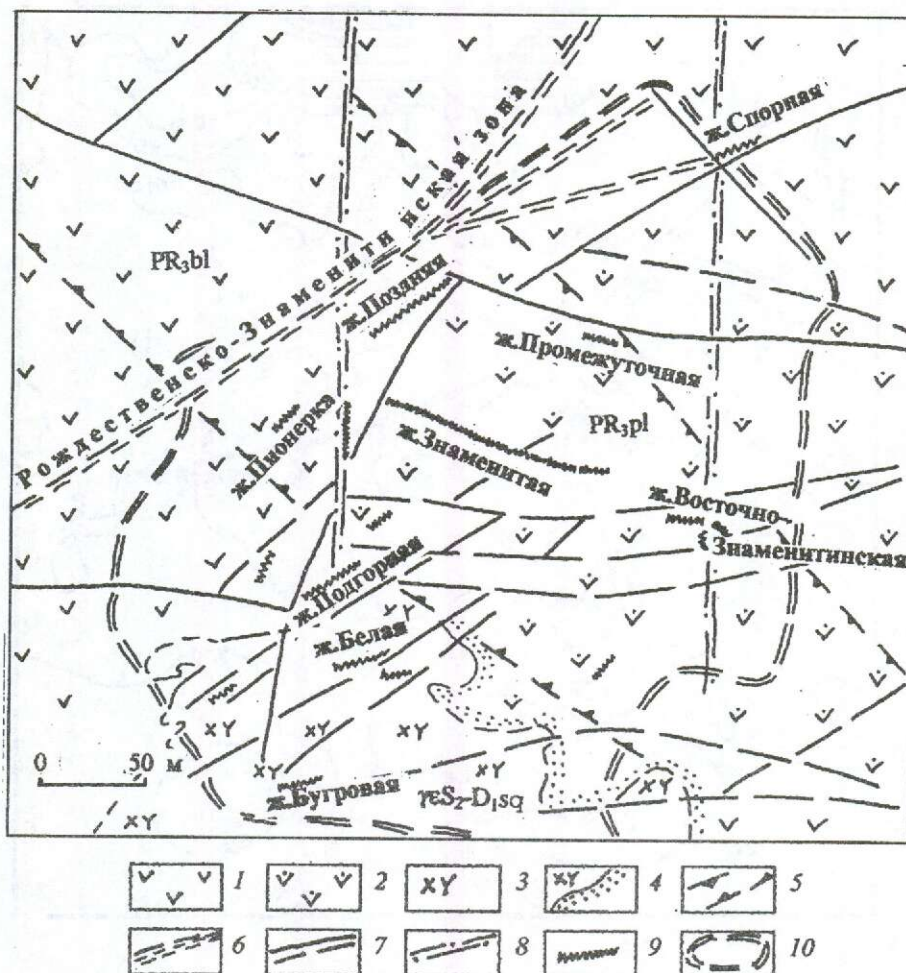 ж.Спорная
Рождественско-Знаменитинская зона
PR₃bl
ж.Поздняя
ж.Промежуточная
ж.Пионерка
PR₃pl
ж.Знаменитая
ж.Восточно-
Знаменитинская
ж.Подгорная
ж.Белая
0 50 м
ж.Бугровая
γεS₂-D₁sq
1 2 3 4 5
6 7 8 9 10